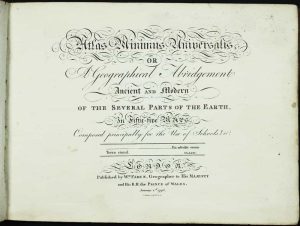 Atlas Minimus Universalis,
OR
A Geographical Abridgement
Ancient AND Modern
OF THE SEVERAL PARTS OF THE EARTH.
In Fifty-five MAPS.
Composed principally for the Use of Schools &c.
LONDON,
Published by Wm. FADEN, Geographer to His MAJESTY
and His R.H. the PRINCE of WALES.